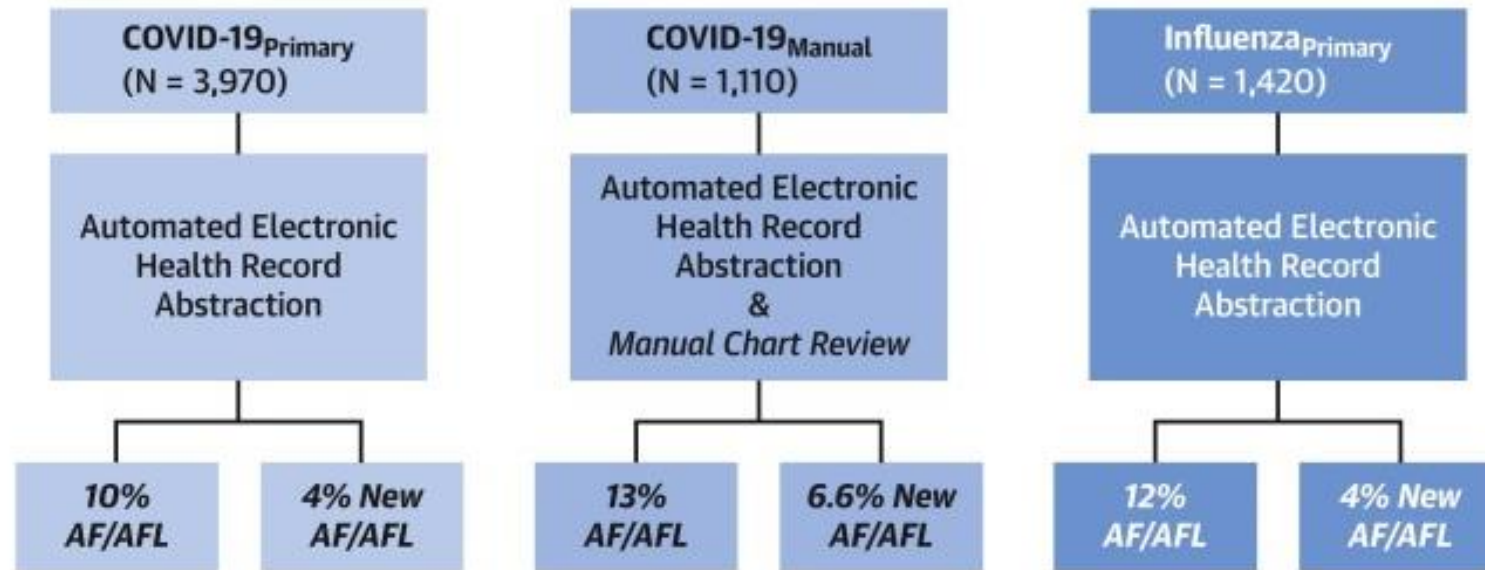 COVID-19Primary
(N = 3,970)
Automated Electronic
Health Record
Abstraction
10%
AF/AFL
4% New
AF/AFL
COVID-19Manual
(N = 1,110)
Automated Electronic
Health Record
Abstraction
&
Manual Chart Review
13%
AF/AFL
6.6% New
AF/AFL
InfluenzaPrimary
(N = 1,420)
Automated Electronic
Health Record
Abstraction
12%
AF/AFL
4% New
AF/AFL